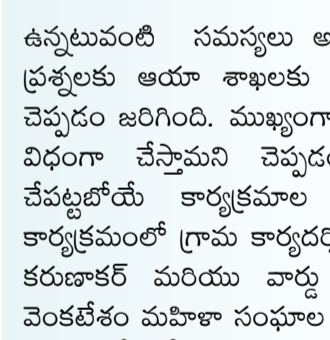 ఉన్నటువంటి సమస్యలు
ప్రశ్నలకు ఆయా శాఖలకు
చెప్పడం జరిగింది. ముఖ్యంగా
విధంగా చేస్తామని చెప్పడం
చేపట్టబోయే కార్యక్రమాల
కార్యక్రమంలో గ్రామ కార్యదర్శి
కరుణాకర్ మరియు వార్డు
వెంకటేశం మహిళా సంఘాల